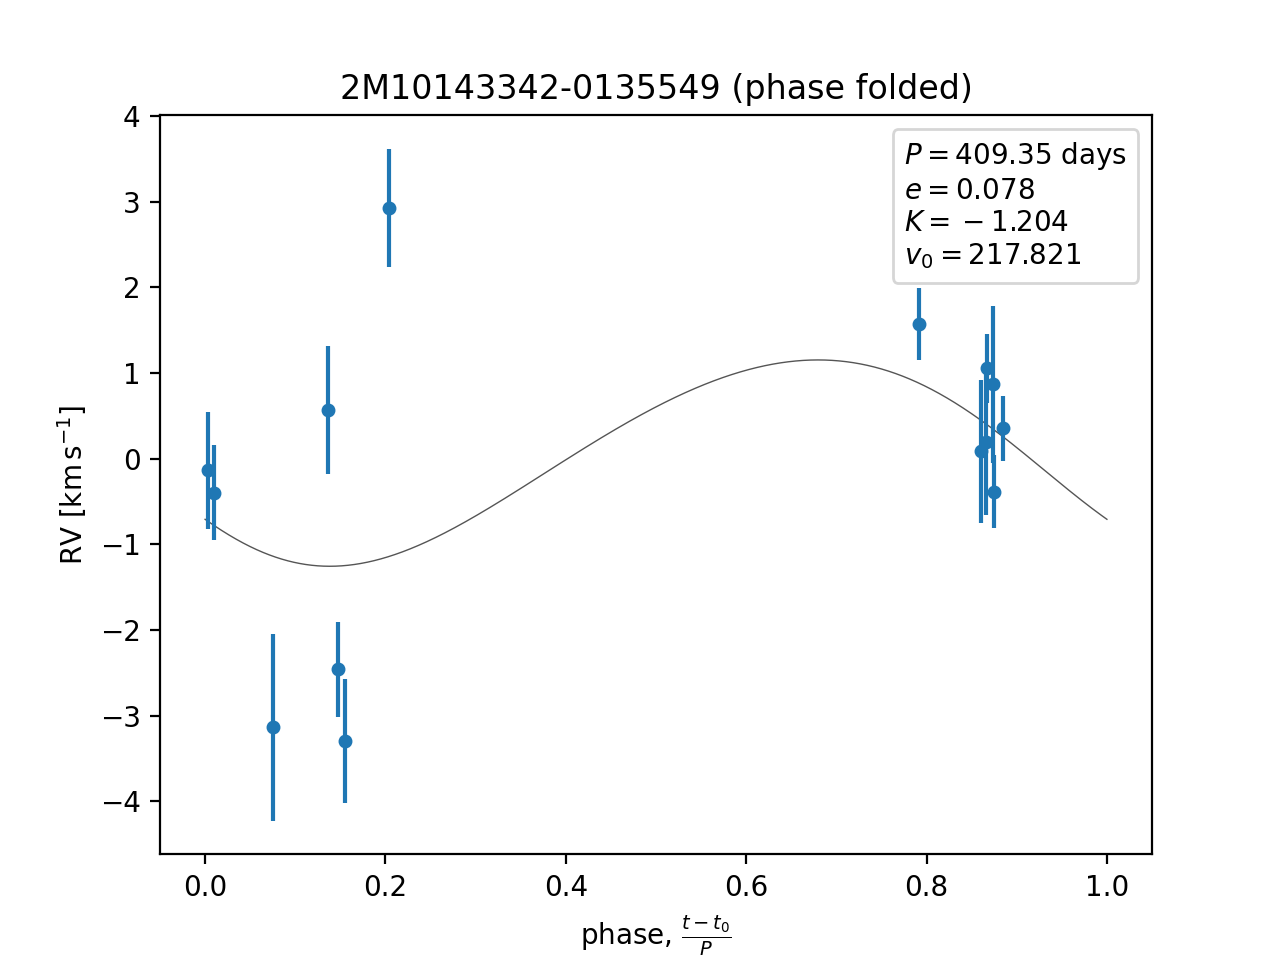 2M10143342-0135549 (phase folded)
P = 409.35 days
e = 0.078
K = −1.204
v₀ = 217.821
4
3
2
1
0
−1
−2
−3
−4
RV [km s⁻¹]
0.0 0.2 0.4 0.6 0.8 1.0
phase, (t − t₀)/P